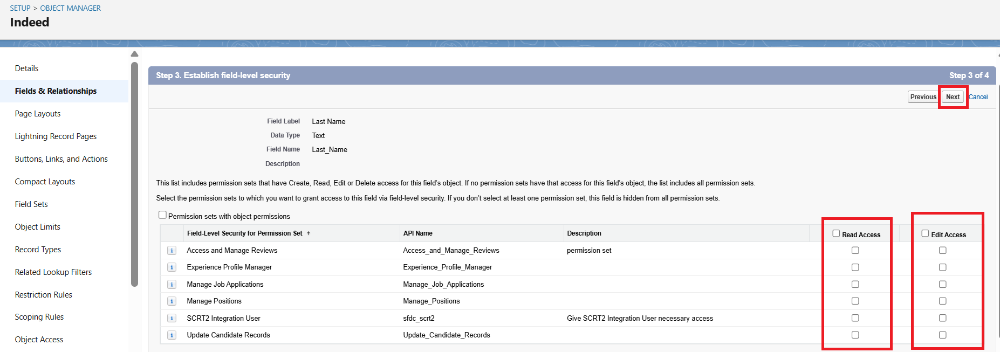 SETUP > OBJECT MANAGER
Indeed
Details
Fields & Relationships
Page Layouts
Lightning Record Pages
Buttons, Links, and Actions
Compact Layouts
Field Sets
Object Limits
Record Types
Related Lookup Filters
Restriction Rules
Scoping Rules
Object Access
Step 3. Establish field-level security Step 3 of 4
Previous Next Cancel
Field Label Last Name
Data Type Text
Field Name Last_Name
Description
This list includes permission sets that have Create, Read, Edit or Delete access for this field's object. If no permission sets have that access for this field's object, the list includes all permission sets.
Select the permission sets to which you want to grant access to this field via field-level security. If you don't select at least one permission set, this field is hidden from all permission sets.
Permission sets with object permissions
Field-Level Security for Permission Set ↑ API Name Description Read Access Edit Access
i Access and Manage Reviews Access_and_Manage_Reviews permission set
i Experience Profile Manager Experience_Profile_Manager
i Manage Job Applications Manage_Job_Applications
i Manage Positions Manage_Positions
i SCRT2 Integration User sfdc_scrt2 Give SCRT2 Integration User necessary access
i Update Candidate Records Update_Candidate_Records